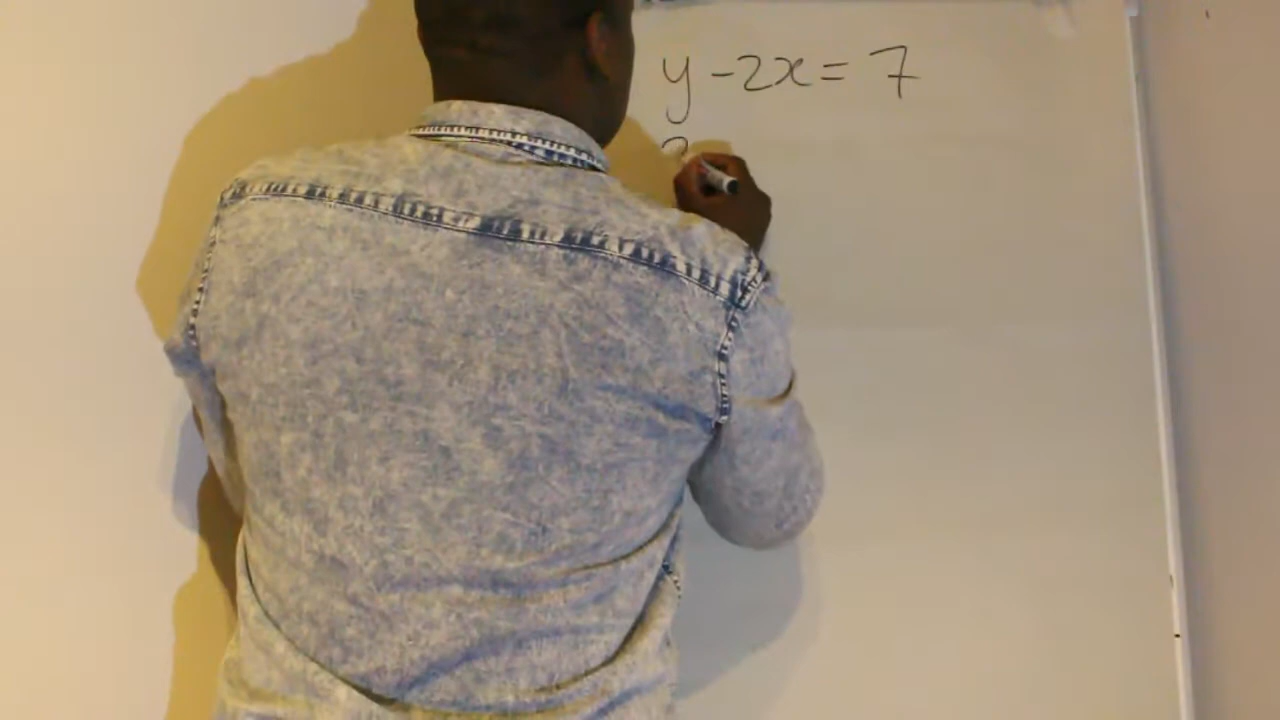 y - 2x = 7